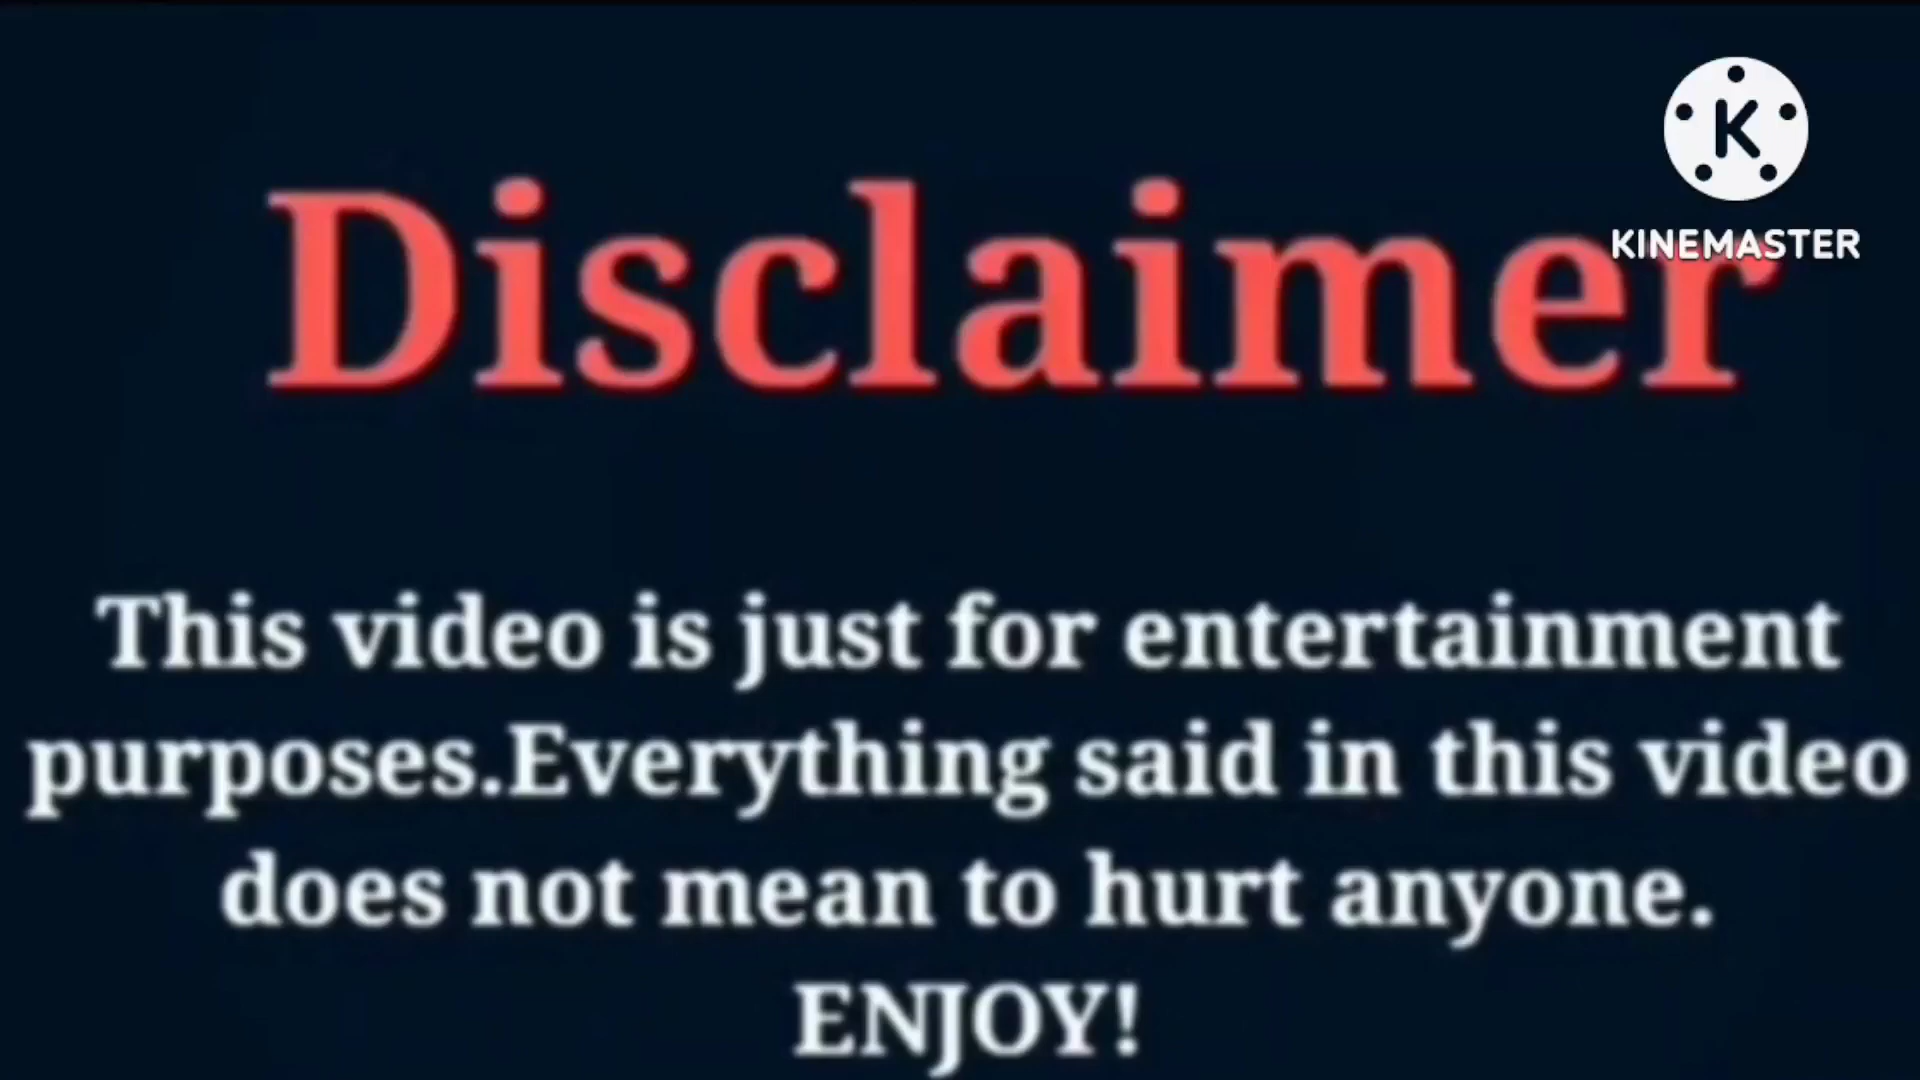 K
KINEMASTER
Disclaimer
This video is just for entertainment
purposes.Everything said in this video
does not mean to hurt anyone.
ENJOY!